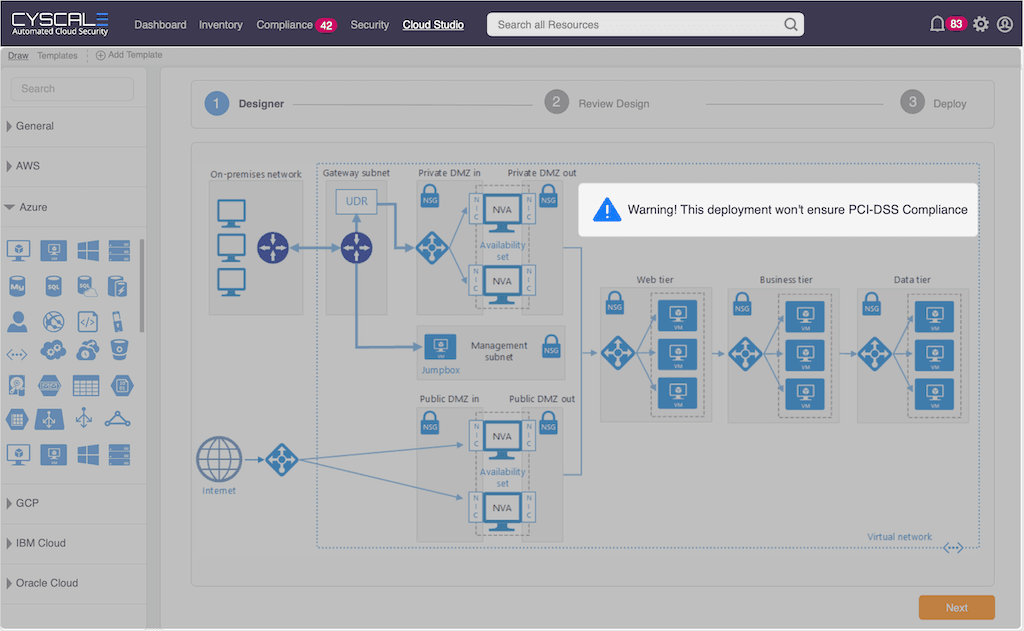 CYSCALE
Automated Cloud Security
Dashboard
Inventory
Compliance 42
Security
Cloud Studio
Search all Resources
83
Draw
Templates
Add Template
Search
General
AWS
Azure
GCP
IBM Cloud
Oracle Cloud
1 Designer
2 Review Design
3 Deploy
Warning! This deployment won't ensure PCI-DSS Compliance
On-premises network
Gateway subnet
UDR
Private DMZ in
Private DMZ out
NSG
NSG
NIC
NVA
NIC
Availability
set
NIC
NVA
NIC
Jumpbox
Management
subnet
NSG
Public DMZ in
Public DMZ out
NSG
NSG
NIC
NVA
NIC
Availability
set
NIC
NVA
NIC
Internet
Web tier
NSG
VM
VM
VM
Business tier
NSG
VM
VM
VM
Data tier
NSG
VM
VM
VM
Virtual network
Next